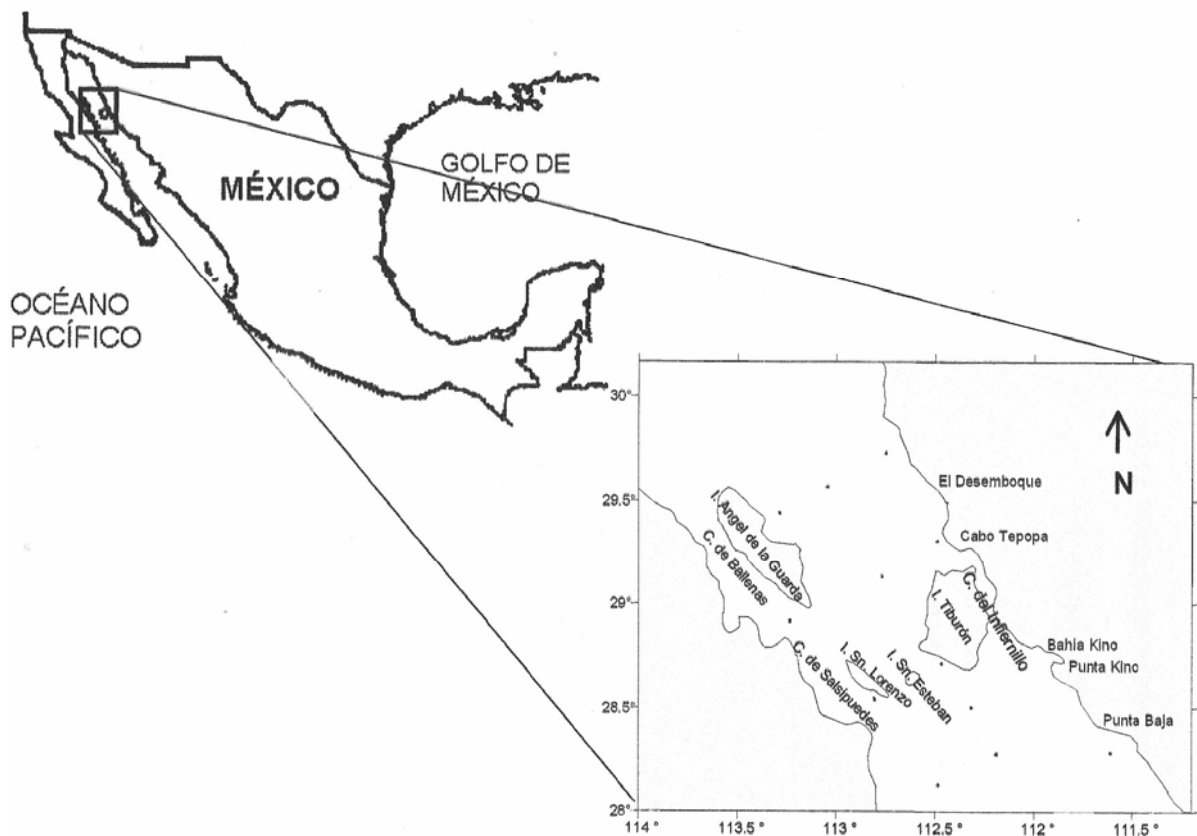 GOLFO DE
MÉXICO
MÉXICO
OCÉANO
PACÍFICO
30°
29.5°
29°
28.5°
28°
114 °
113.5 °
113 °
112.5 °
112 °
111.5 °
N
El Desemboque
Cabo Tepopa
I. Angel de la Guarda
C. de Ballenas
C. del Infiernillo
I. Tiburón
Bahía Kino
Punta Kino
I. Sn. Lorenzo
I. Sn. Esteban
C. de Salsipuedes
Punta Baja